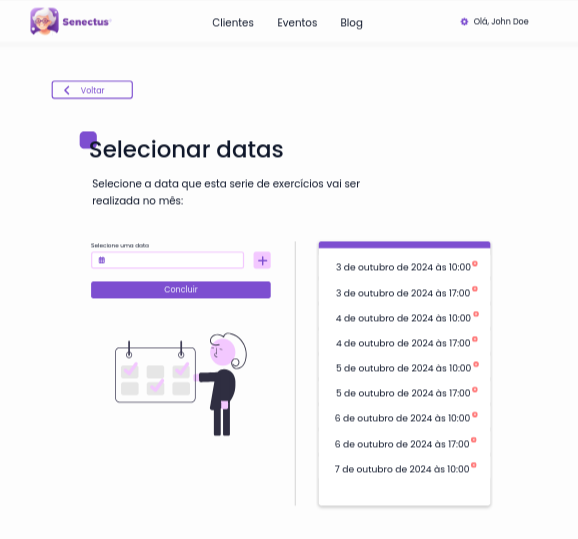 Senectus
Clientes
Eventos
Blog
Olá, John Doe
Voltar
Selecionar datas
Selecione a data que esta serie de exercícios vai ser
realizada no mês:
Selecione uma data
Concluir
3 de outubro de 2024 às 10:00
3 de outubro de 2024 às 17:00
4 de outubro de 2024 às 10:00
4 de outubro de 2024 às 17:00
5 de outubro de 2024 às 10:00
5 de outubro de 2024 às 17:00
6 de outubro de 2024 às 10:00
6 de outubro de 2024 às 17:00
7 de outubro de 2024 às 10:00